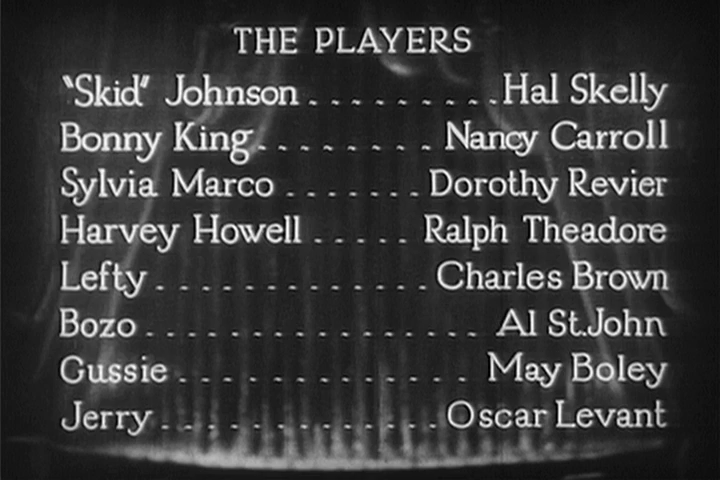 THE PLAYERS
"Skid" Johnson . . . . . . . . . Hal Skelly
Bonny King . . . . . . . . Nancy Carroll
Sylvia Marco . . . . . . . Dorothy Revier
Harvey Howell . . . . . Ralph Theadore
Lefty . . . . . . . . . . . . . Charles Brown
Bozo . . . . . . . . . . . . . . . . Al St.John
Gussie . . . . . . . . . . . . . May Boley
Jerry . . . . . . . . . . . . . Oscar Levant